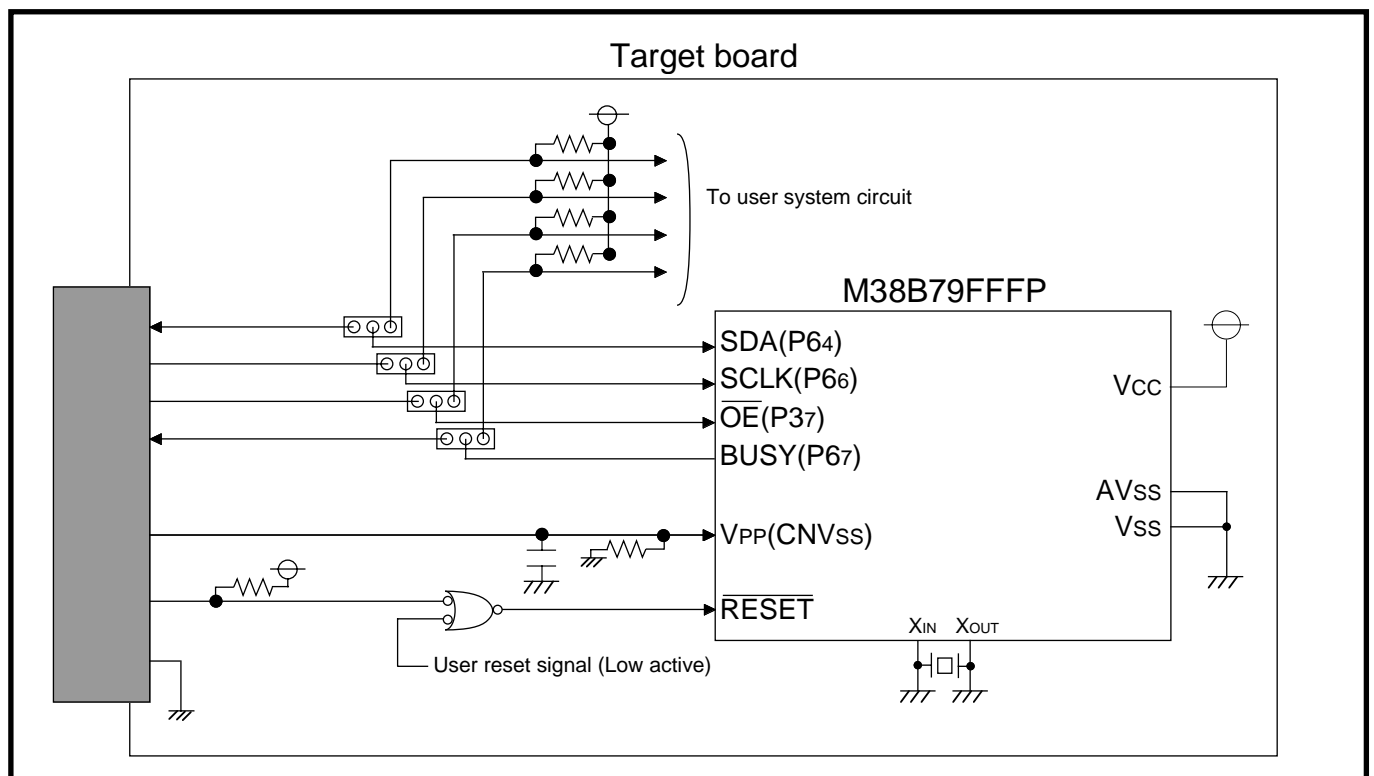 Target board
To user system circuit
M38B79FFFP
SDA(P64)
SCLK(P66)
OE(P37)
BUSY(P67)
VPP(CNVSS)
RESET
VCC
AVSS
VSS
XIN XOUT
User reset signal (Low active)